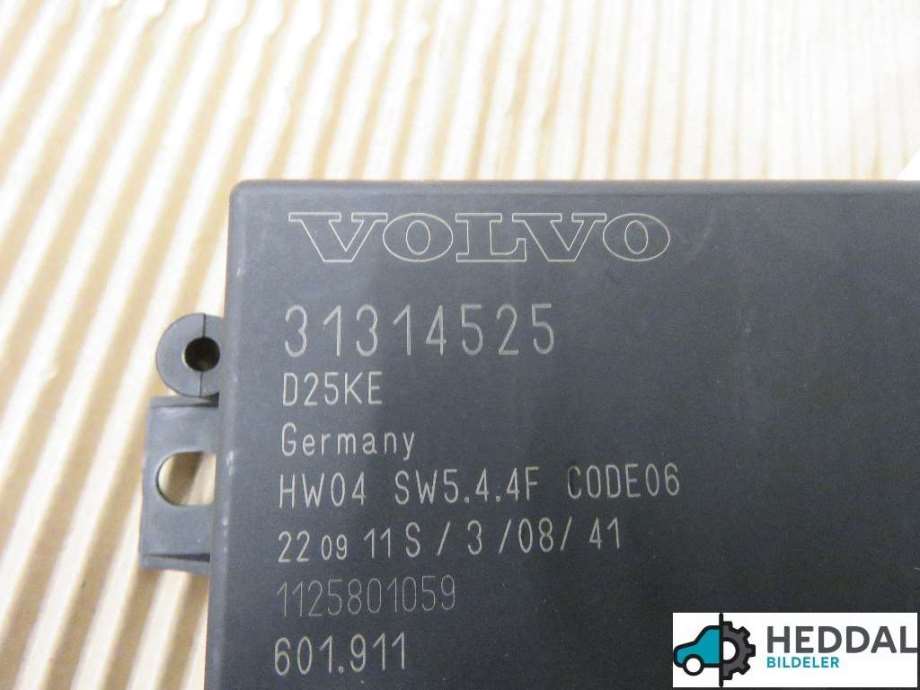 VOLVO
31314525
D25KE
Germany
HW04 SW5.4.4F CODE06
22 09 11 S / 3 /08/ 41
1125801059
601.911
HEDDAL
BILDELER